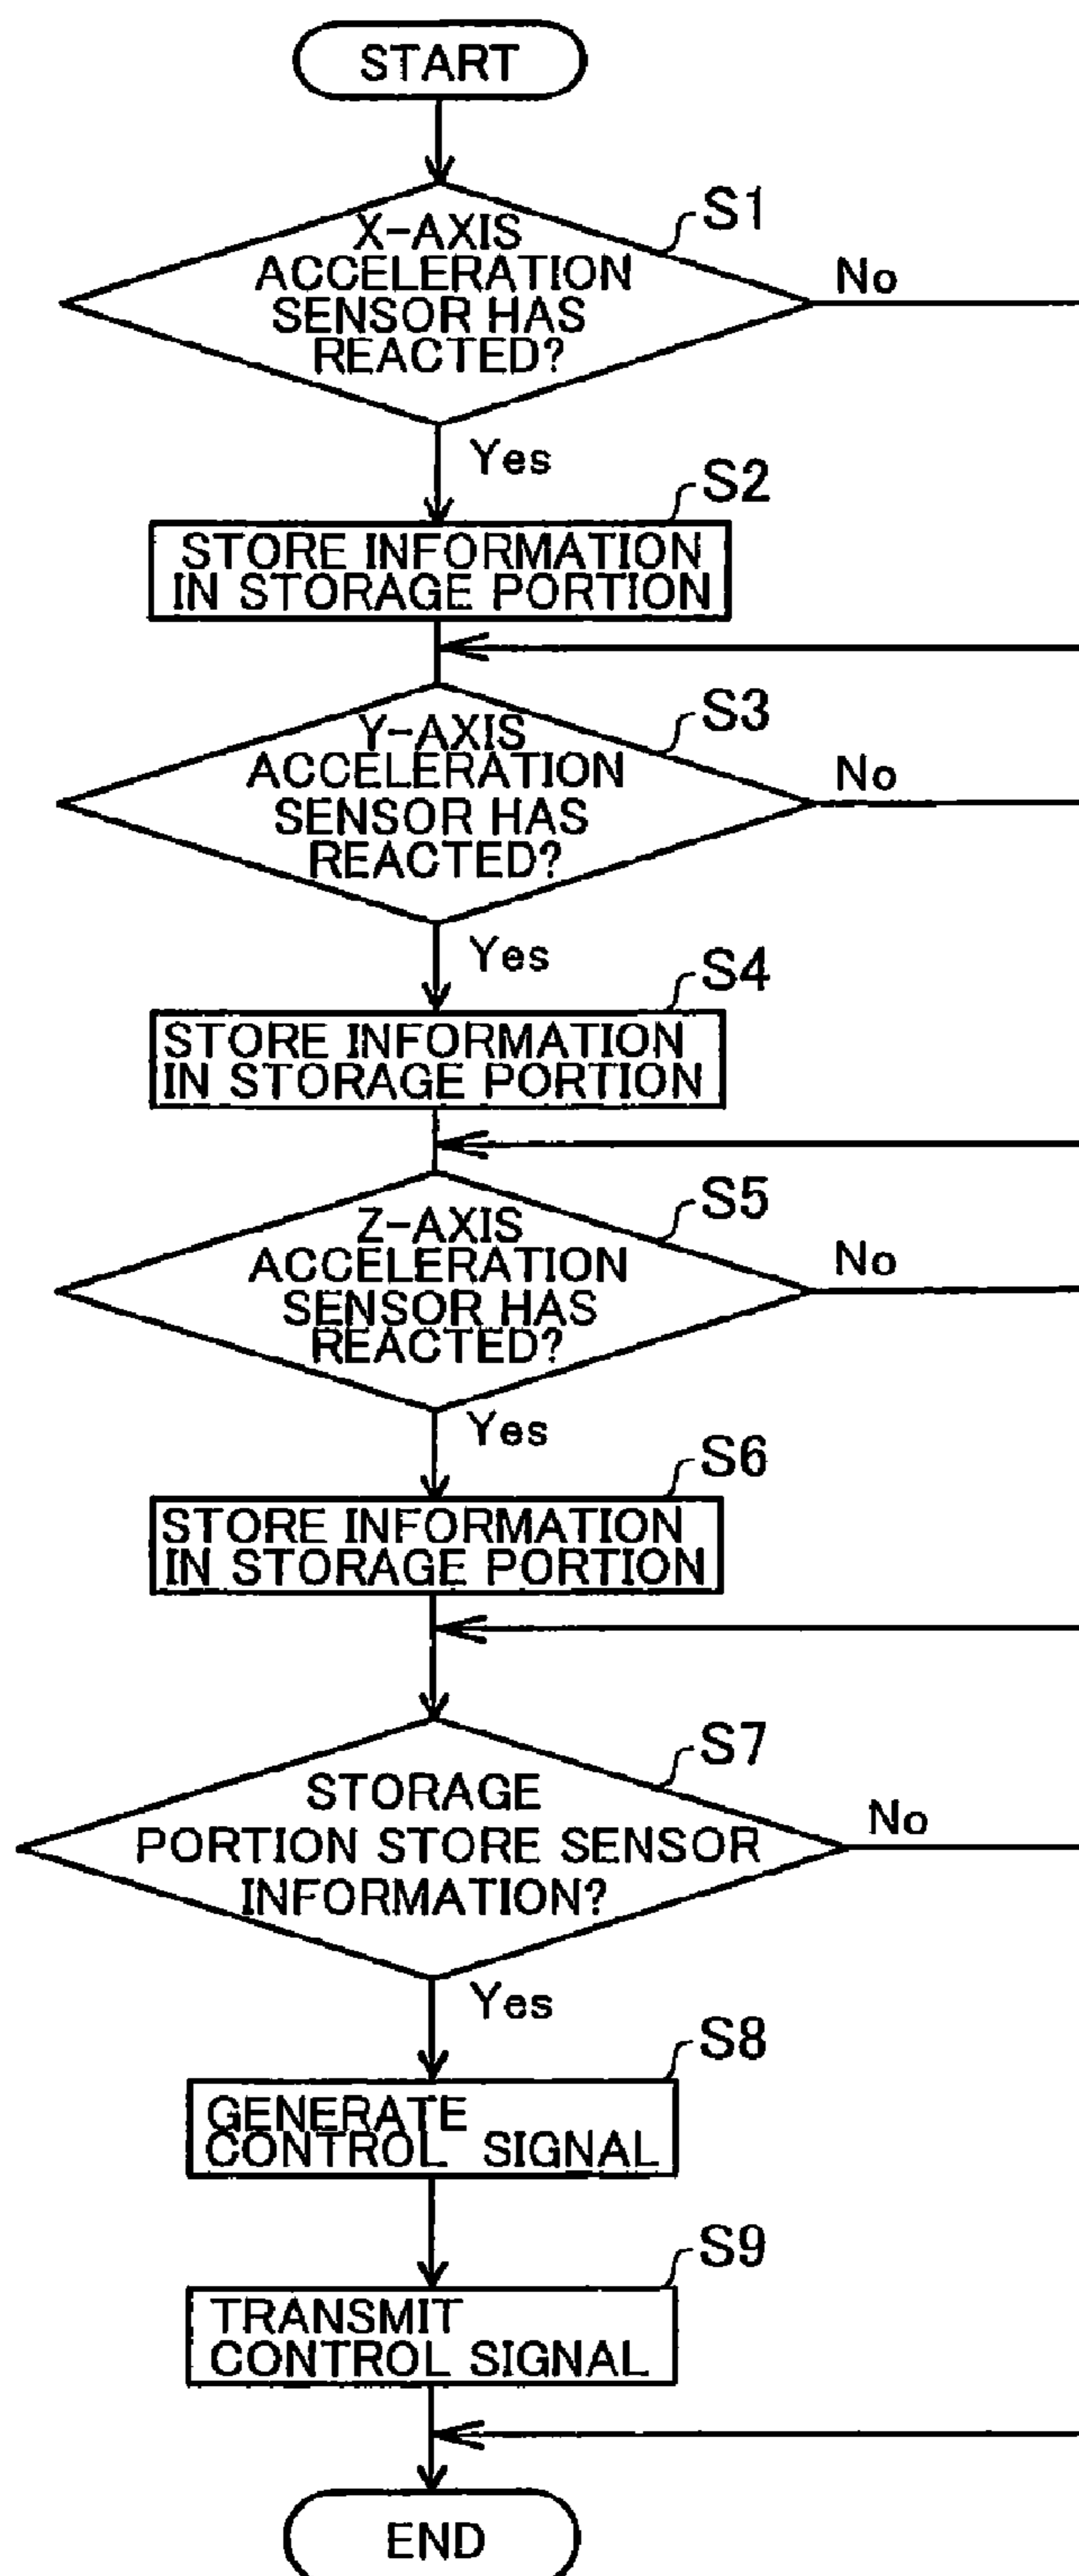 START
S1
X-AXIS
ACCELERATION
SENSOR HAS
REACTED?
No
Yes
S2
STORE INFORMATION
IN STORAGE PORTION
S3
Y-AXIS
ACCELERATION
SENSOR HAS
REACTED?
No
Yes
S4
STORE INFORMATION
IN STORAGE PORTION
S5
Z-AXIS
ACCELERATION
SENSOR HAS
REACTED?
No
Yes
S6
STORE INFORMATION
IN STORAGE PORTION
S7
STORAGE
PORTION STORE SENSOR
INFORMATION?
No
Yes
S8
GENERATE
CONTROL SIGNAL
S9
TRANSMIT
CONTROL SIGNAL
END